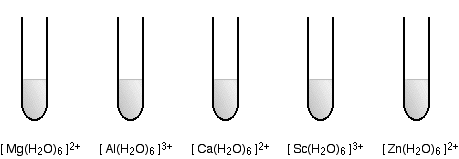 [Mg(H₂O)₆]²⁺ [Al(H₂O)₆]³⁺ [Ca(H₂O)₆]²⁺ [Sc(H₂O)₆]³⁺ [Zn(H₂O)₆]²⁺